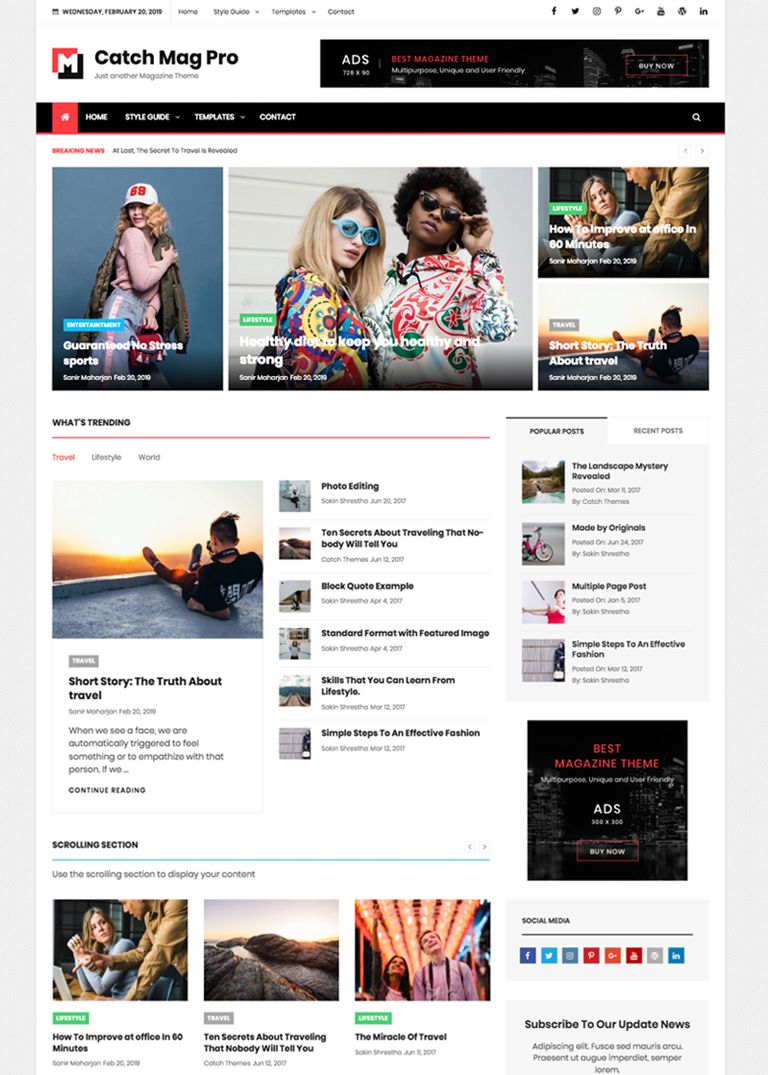 WEDNESDAY, FEBRUARY 20, 2019
Home
Style Guide
Templates
Contact
M
Catch Mag Pro
Just another Magazine Theme
ADS
728 X 90
BEST MAGAZINE THEME
Multipurpose, Unique and User Friendly
BUY NOW
HOME
STYLE GUIDE
TEMPLATES
CONTACT
BREAKING NEWS
At Last, The Secret To Travel Is Revealed
69
ENTERTAINTMENT
Guaranteed No Stress
sports
Sanir Maharjan Feb 20, 2019
LIFESTYLE
Healthy diet to keep you healthy and
strong
Sanir Maharjan Feb 20, 2019
LIFESTYLE
How To Improve at office In
60 Minutes
Sanir Maharjan Feb 20, 2019
TRAVEL
Short Story: The Truth
About travel
Sanir Maharjan Feb 20, 2019
WHAT'S TRENDING
Travel
Lifestyle
World
TRAVEL
Short Story: The Truth About
travel
Sanir Maharjan Feb 20, 2019
When we see a face, we are
automatically triggered to feel
something or to empathize with that
person. If we ...
CONTINUE READING
Photo Editing
Sakin Shrestha Jun 20, 2017
Ten Secrets About Traveling That No-
body Will Tell You
Catch Themes Jun 12, 2017
Block Quote Example
Sakin Shrestha Apr 4, 2017
Standard Format with Featured Image
Sakin Shrestha Apr 4, 2017
Skills That You Can Learn From
Lifestyle.
Sakin Shrestha Mar 12, 2017
Simple Steps To An Effective Fashion
Sakin Shrestha Mar 12, 2017
POPULAR POSTS
RECENT POSTS
The Landscape Mystery
Revealed
Posted On: Mar 11, 2017
By: Catch Themes
Made by Originals
Posted On: Jun 24, 2017
By: Sakin Shrestha
Multiple Page Post
Posted On: Jan 5, 2017
By: Sakin Shrestha
Simple Steps To An Effective
Fashion
Posted On: Mar 12, 2017
By: Sakin Shrestha
BEST
MAGAZINE THEME
Multipurpose, Unique and User Friendly
ADS
300 X 300
BUY NOW
SCROLLING SECTION
Use the scrolling section to display your content
LIFESTYLE
How To Improve at office In 60
Minutes
Sanir Maharjan Feb 20, 2019
TRAVEL
Ten Secrets About Traveling
That Nobody Will Tell You
Catch Themes Jun 12, 2017
LIFESTYLE
The Miracle Of Travel
Sakin Shrestha Jun 11, 2017
SOCIAL MEDIA
Subscribe To Our Update News
Adipiscing elit. Fusce sed mauris arcu.
Praesent ut augue imperdiet, semper
lorem.